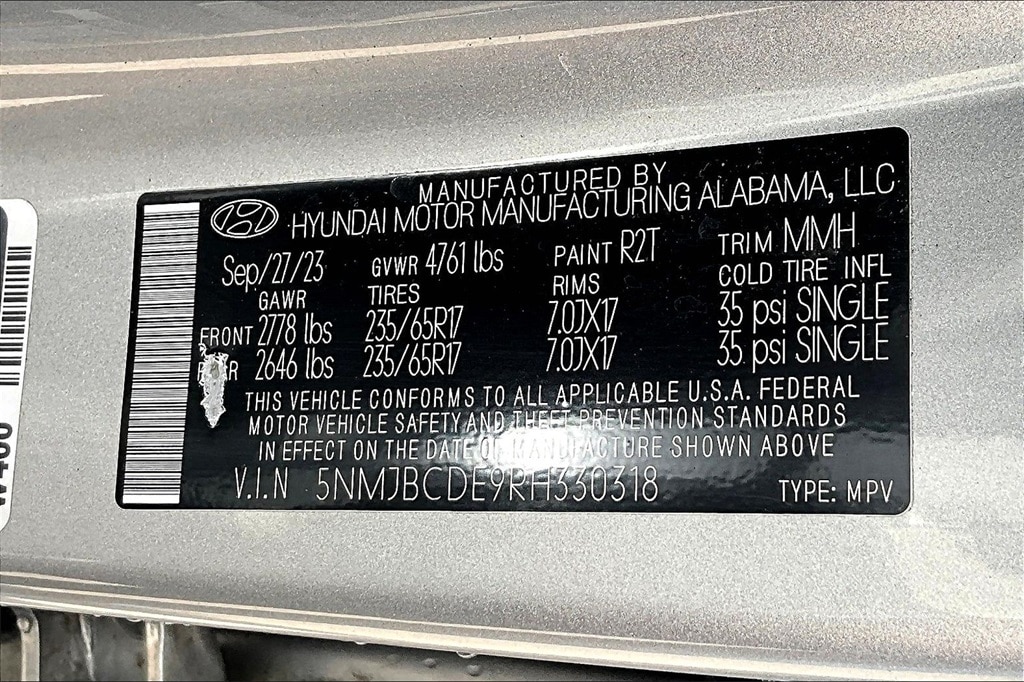 MANUFACTURED BY
HYUNDAI MOTOR MANUFACTURING ALABAMA, LLC
Sep/27/23 GVWR 4761 lbs PAINT R2T TRIM MMH
GAWR TIRES RIMS COLD TIRE INFL
FRONT 2778 lbs 235/65R17 7.0JX17 35 psi SINGLE
2646 lbs 235/65R17 7.0JX17 35 psi SINGLE
THIS VEHICLE CONFORMS TO ALL APPLICABLE U.S.A. FEDERAL
MOTOR VEHICLE SAFETY AND THEFT PREVENTION STANDARDS
IN EFFECT ON THE DATE OF MANUFACTURE SHOWN ABOVE
V.I.N 5NMJBCDE9RH330318 TYPE: MPV